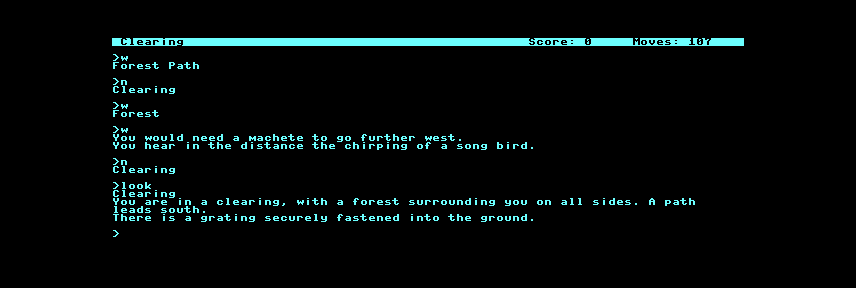 Clearing Score: 0 Moves: 107
>w
Forest Path
>n
Clearing
>w
Forest
>w
You would need a machete to go further west.
You hear in the distance the chirping of a song bird.
>n
Clearing
>look
Clearing
You are in a clearing, with a forest surrounding you on all sides. A path
leads south.
There is a grating securely fastened into the ground.
>